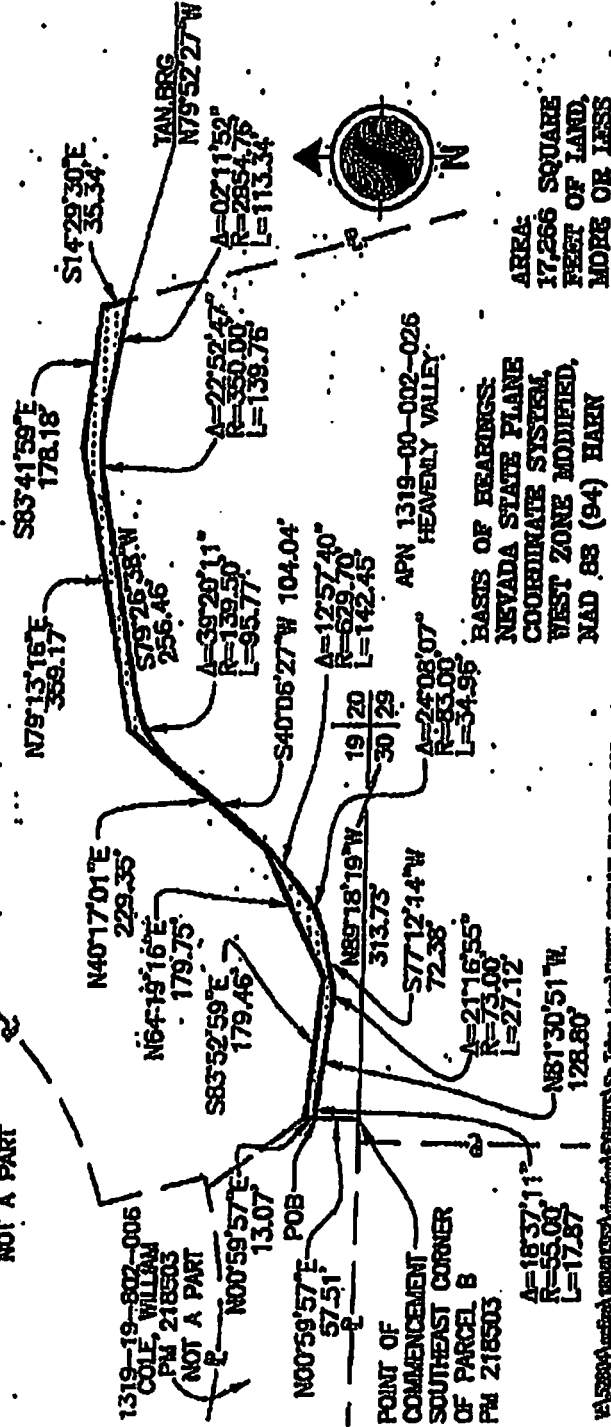 NOT A PART
1319-19-802-006
COLE, WILLIAM
PM 218503
NOT A PART
N00°59'57"E
13.07'
POB
N00°59'57"E
57.51'
POINT OF
COMMENCEMENT
SOUTHEAST CORNER
OF PARCEL B
PM 218503
S83°52'59"E
179.46'
N64°19'16"E
179.75'
N40°17'01"E
229.35'
N79°13'16"E
359.17'
S83°41'59"E
178.18'
S14°29'30"E
35.34'
TAN.BRG
N79°52'27"W
Δ=02°11'52"
R=2954.76
L=113.34'
Δ=22°52'47"
R=350.00'
L=139.76'
S79°26'38"W
256.46'
Δ=39°20'11"
R=139.50'
L=95.77'
S40°06'27"W 104.04'
Δ=12°57'40"
R=629.70'
L=142.45'
Δ=24°08'07"
R=83.00'
L=34.96'
19 20
30 29
N89°18'19"W
313.73'
S77°12'14"W
72.38'
Δ=21°16'55"
R=73.00'
L=27.12'
N81°30'51"W
128.80'
Δ=18°37'11"
R=55.00'
L=17.87'
APN 1319-00-002-026
HEAVENLY VALLEY
N
BASIS OF BEARINGS:
NEVADA STATE PLANE
COORDINATE SYSTEM,
WEST ZONE MODIFIED,
NAD 88 (94) HARN
AREA:
17,266 SQUARE
FEET OF LAND,
MORE OR LESS